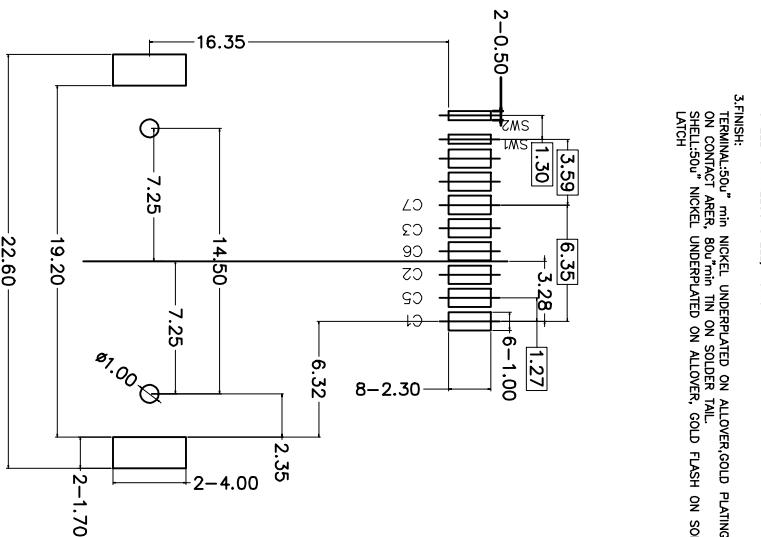 3.FINISH:
TERMINAL:50u" min NICKEL UNDERPLATED ON ALLOVER,GOLD PLATING
ON CONTACT ARER, 80u"min TIN ON SOLDER TAIL.
SHELL:50u" NICKEL UNDERPLATED ON ALLOVER, GOLD FLASH ON
LATCH
2-0.50
16.35
SW2
SW1
1.30
3.59
7.25
C7
C3
C6
C2
C5
C1
6.35
14.50
19.20
22.60
3.28
7.25
1.27
6-1.00
6.32
8-2.30
ø1.00
2.35
2-4.00
2-1.70